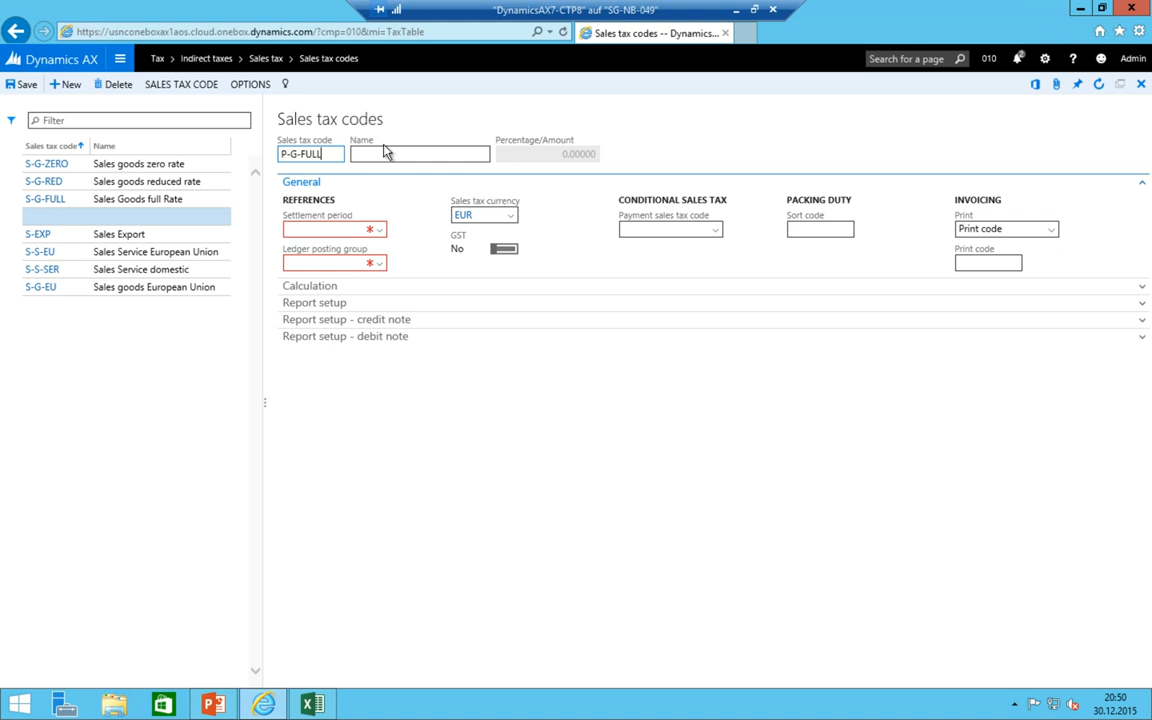 "DynamicsAX7-CTP8" auf "SG-NB-049"
https://usnconeboxax1aos.cloud.onebox.dynamics.com/?cmp=010&mi=TaxTable
Sales tax codes -- Dynamics...
Dynamics AX
Tax > Indirect taxes > Sales tax > Sales tax codes
Search for a page
010
2
?
Admin
Save
+ New
Delete
SALES TAX CODE
OPTIONS
Filter
Sales tax code
Name
S-G-ZERO Sales goods zero rate
S-G-RED Sales goods reduced rate
S-G-FULL Sales Goods full Rate
S-EXP Sales Export
S-S-EU Sales Service European Union
S-S-SER Sales Service domestic
S-G-EU Sales goods European Union
Sales tax codes
Sales tax code Name Percentage/Amount
P-G-FULL 0.00000
General
REFERENCES
Settlement period
*
Ledger posting group
*
Sales tax currency
EUR
GST
No
CONDITIONAL SALES TAX
Payment sales tax code
PACKING DUTY
Sort code
INVOICING
Print
Print code
Print code
Calculation
Report setup
Report setup - credit note
Report setup - debit note
20:50
30.12.2015